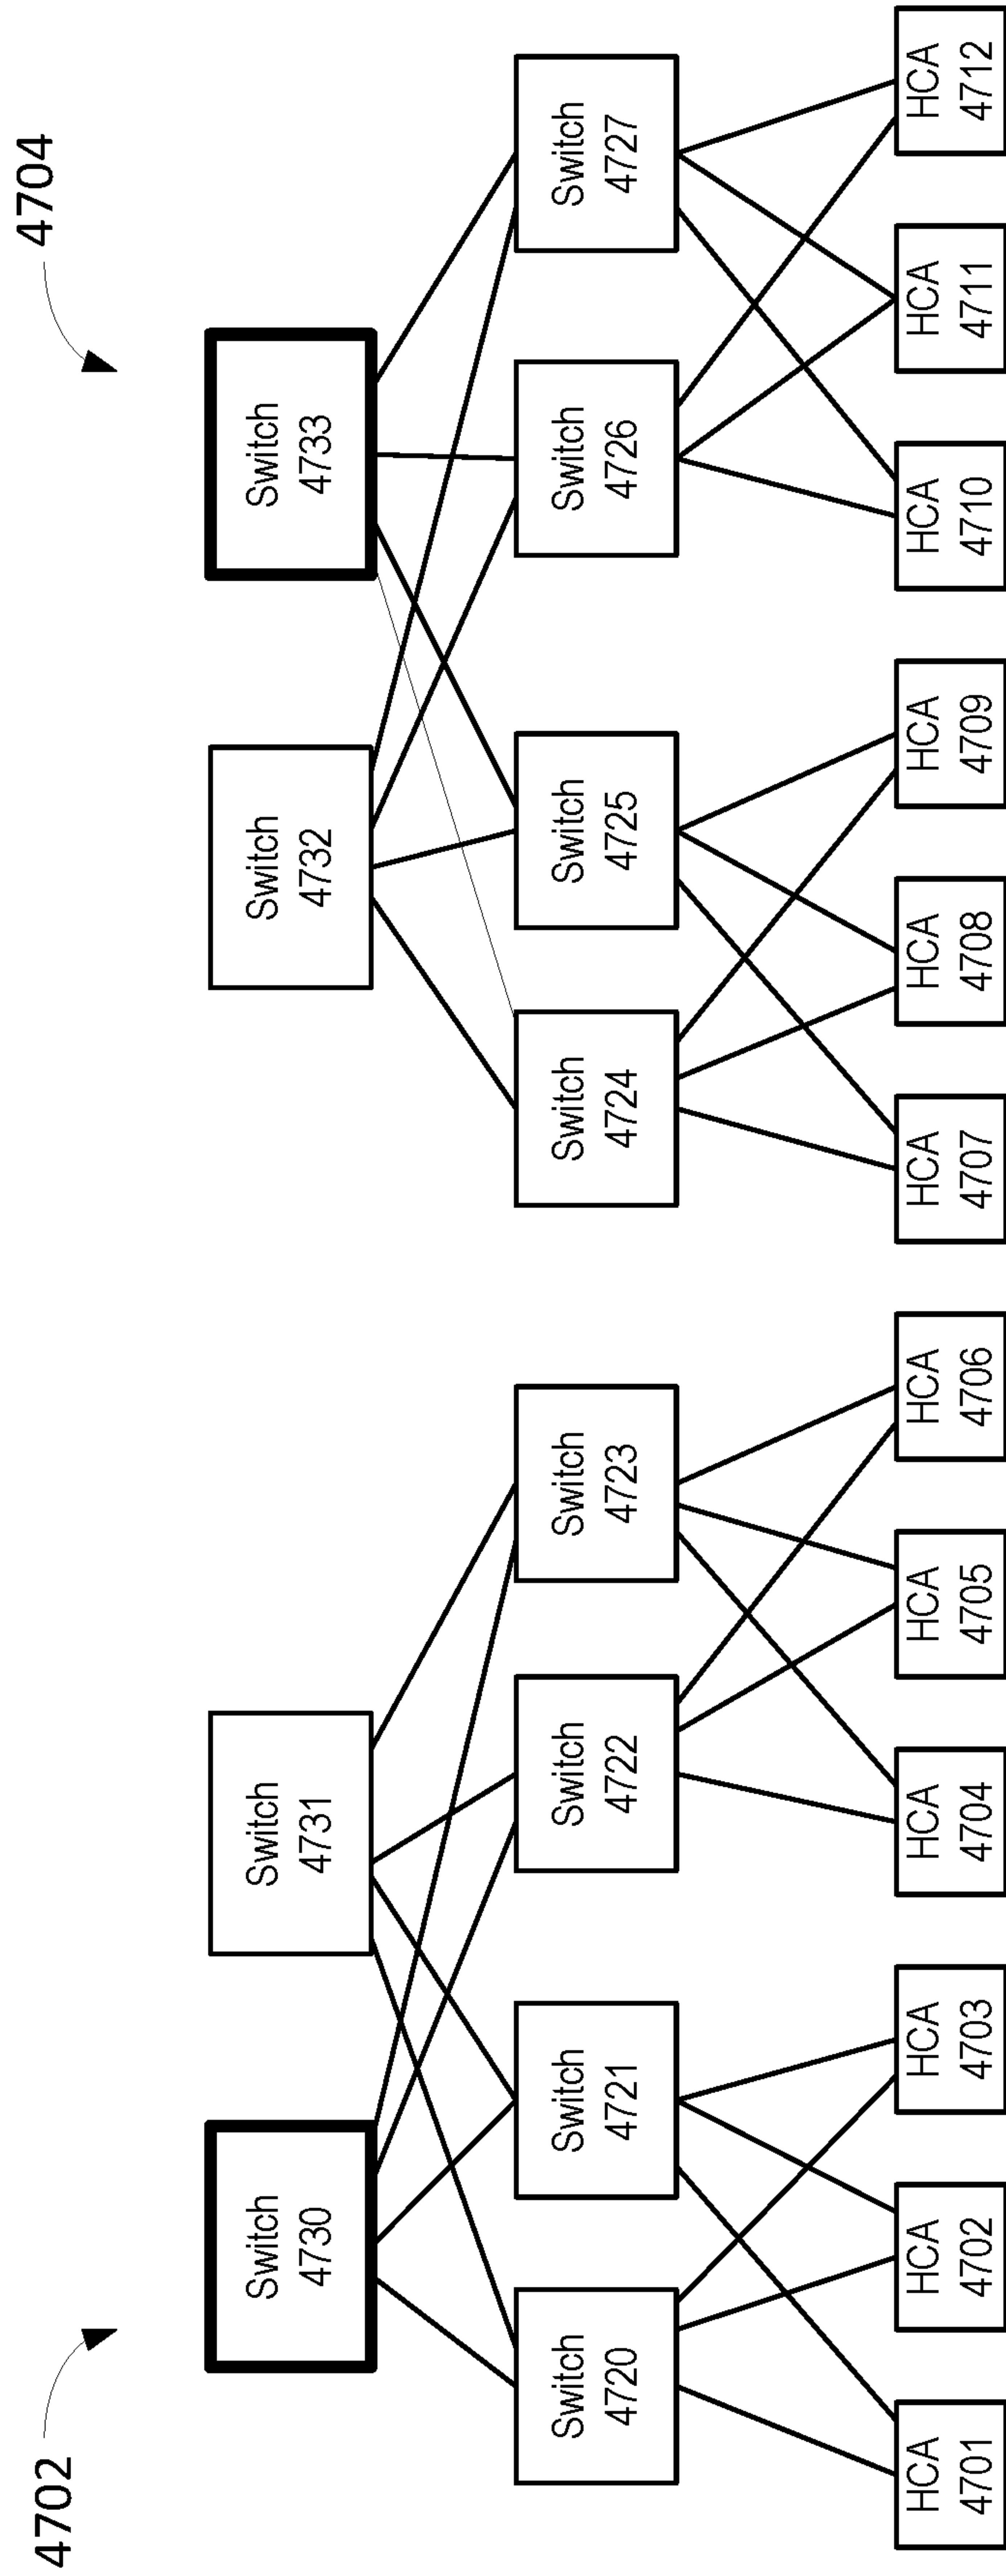 4702
4704
Switch
4730
Switch
4731
Switch
4732
Switch
4733
Switch
4720
Switch
4721
Switch
4722
Switch
4723
Switch
4724
Switch
4725
Switch
4726
Switch
4727
HCA
4701
HCA
4702
HCA
4703
HCA
4704
HCA
4705
HCA
4706
HCA
4707
HCA
4708
HCA
4709
HCA
4710
HCA
4711
HCA
4712